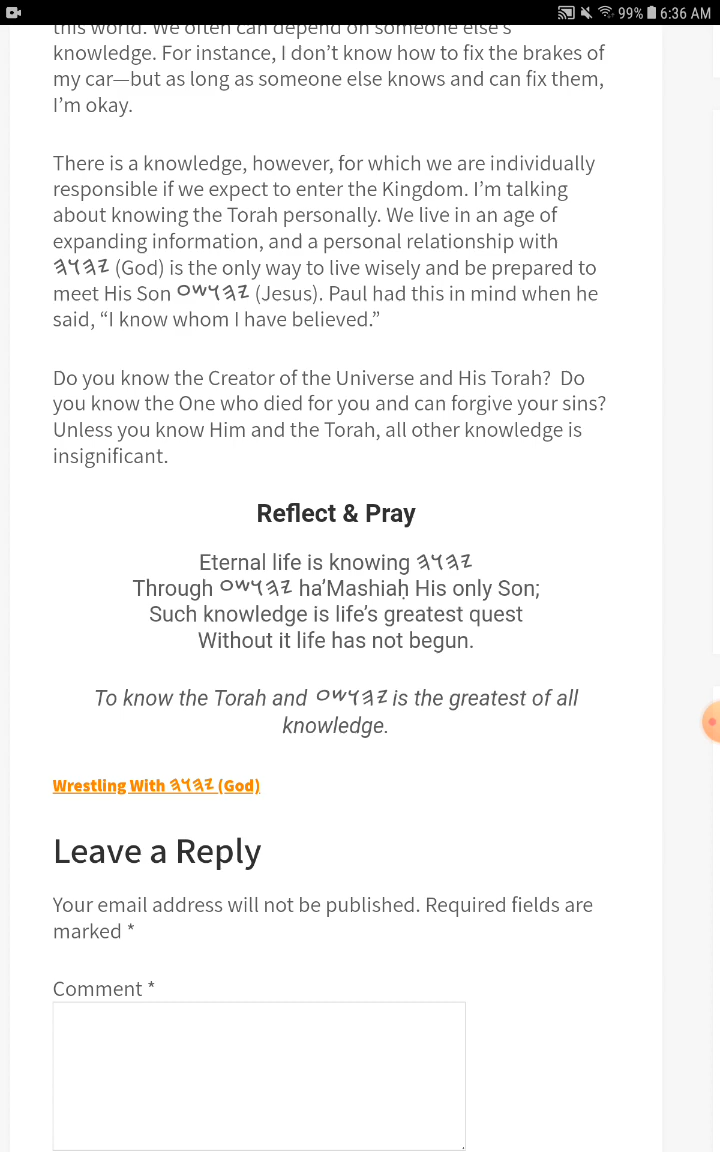 99% 6:36 AM
this world. We often can depend on someone else’s
knowledge. For instance, I don’t know how to fix the brakes of
my car—but as long as someone else knows and can fix them,
I’m okay.
There is a knowledge, however, for which we are individually
responsible if we expect to enter the Kingdom. I’m talking
about knowing the Torah personally. We live in an age of
expanding information, and a personal relationship with
𐤉𐤄𐤅𐤄 (God) is the only way to live wisely and be prepared to
meet His Son 𐤉𐤄𐤅𐤔𐤏 (Jesus). Paul had this in mind when he
said, “I know whom I have believed.”
Do you know the Creator of the Universe and His Torah?  Do
you know the One who died for you and can forgive your sins?
Unless you know Him and the Torah, all other knowledge is
insignificant.
Reflect & Pray
Eternal life is knowing 𐤉𐤄𐤅𐤄
Through 𐤉𐤄𐤅𐤔𐤏 ha’Mashiaḥ His only Son;
Such knowledge is life’s greatest quest
Without it life has not begun.
To know the Torah and 𐤉𐤄𐤅𐤔𐤏 is the greatest of all
knowledge.
Wrestling With 𐤉𐤄𐤅𐤄 (God)
Leave a Reply
Your email address will not be published. Required fields are
marked *
Comment *